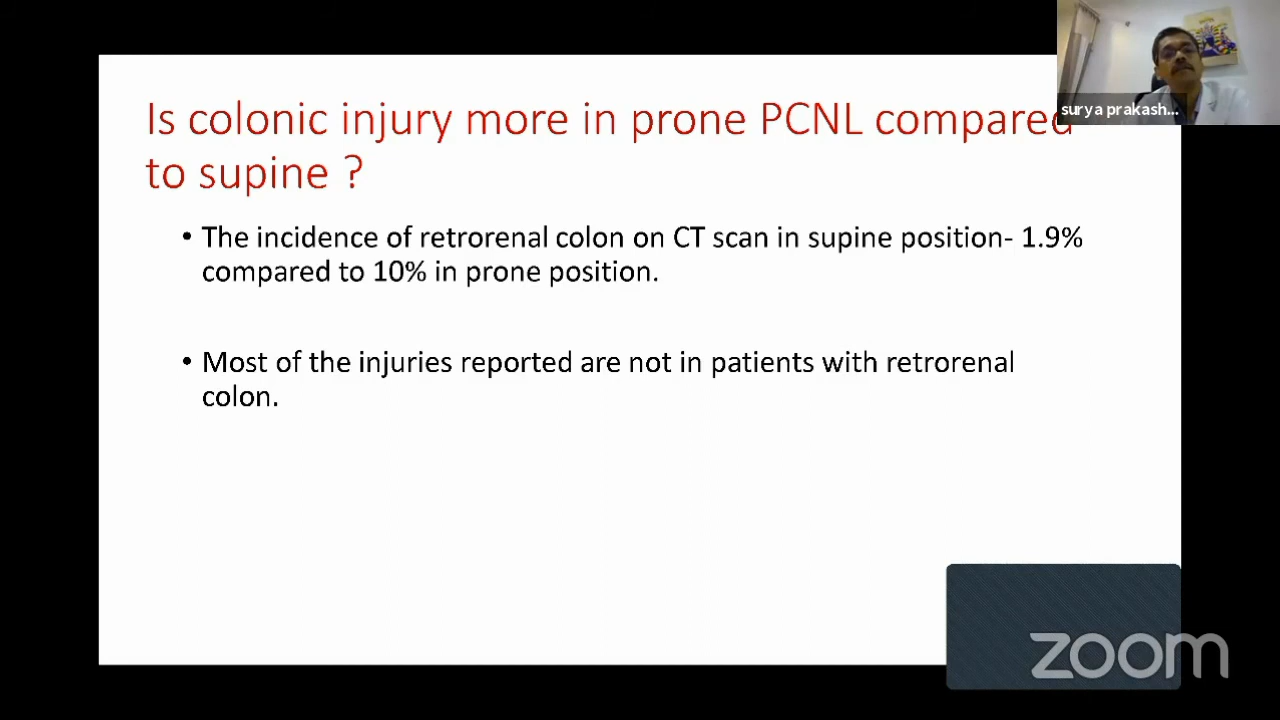 surya prakash...
Is colonic injury more in prone PCNL compared
to supine ?
• The incidence of retrorenal colon on CT scan in supine position- 1.9%
compared to 10% in prone position.
• Most of the injuries reported are not in patients with retrorenal
colon.
zoom